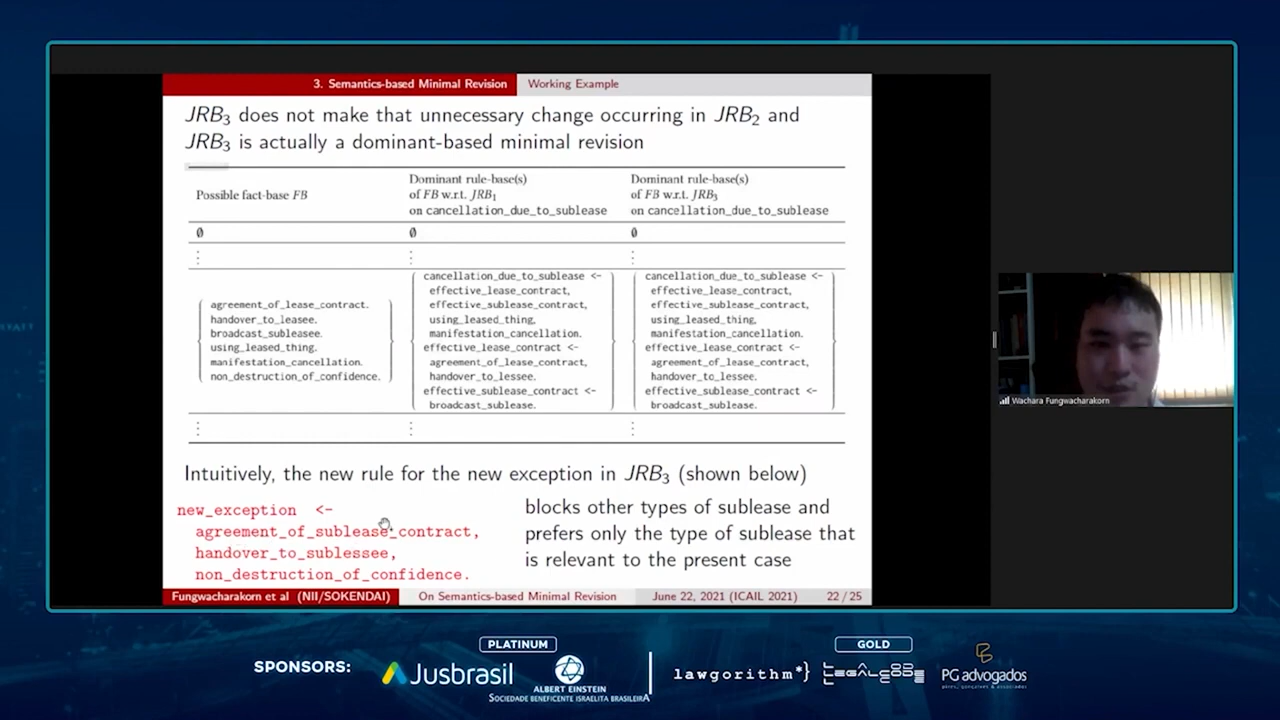 3. Semantics-based Minimal Revision Working Example
JRB3 does not make that unnecessary change occurring in JRB2 and
JRB3 is actually a dominant-based minimal revision
Possible fact-base FB
Dominant rule-base(s)
of FB w.r.t. JRB1
on cancellation_due_to_sublease
Dominant rule-base(s)
of FB w.r.t. JRB3
on cancellation_due_to_sublease
∅ ∅ ∅
⋮ ⋮ ⋮
agreement_of_lease_contract.
handover_to_leasee.
broadcast_subleasee.
using_leased_thing.
manifestation_cancellation.
non_destruction_of_confidence.
cancellation_due_to_sublease <-
effective_lease_contract,
effective_sublease_contract,
using_leased_thing,
manifestation_cancellation.
effective_lease_contract <-
agreement_of_lease_contract,
handover_to_lessee.
effective_sublease_contract <-
broadcast_sublease.
cancellation_due_to_sublease <-
effective_lease_contract,
effective_sublease_contract,
using_leased_thing,
manifestation_cancellation.
effective_lease_contract <-
agreement_of_lease_contract,
handover_to_lessee.
effective_sublease_contract <-
broadcast_sublease.
⋮ ⋮ ⋮
Intuitively, the new rule for the new exception in JRB3 (shown below)
new_exception <-
agreement_of_sublease_contract,
handover_to_sublessee,
non_destruction_of_confidence.
blocks other types of sublease and
prefers only the type of sublease that
is relevant to the present case
Fungwacharakorn et al (NII/SOKENDAI) On Semantics-based Minimal Revision June 22, 2021 (ICAIL 2021) 22 / 25
Wachara Fungwacharakorn
SPONSORS:
PLATINUM
Jusbrasil
ALBERT EINSTEIN
SOCIEDADE BENEFICENTE ISRAELITA BRASILEIRA
GOLD
lawgorithm*}
LEGALCODE
PG advogados